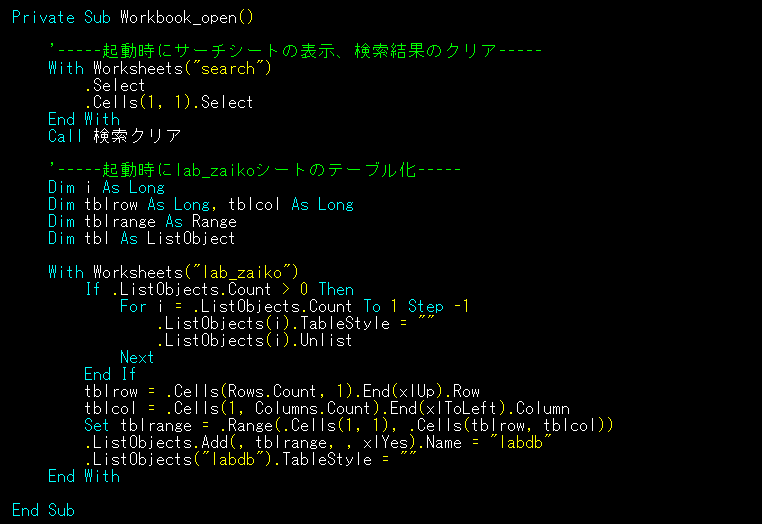 Private Sub Workbook_open()
'-----起動時にサーチシートの表示、検索結果のクリア-----
With Worksheets("search")
.Select
.Cells(1, 1).Select
End With
Call 検索クリア
'-----起動時にlab_zaikoシートのテーブル化-----
Dim i As Long
Dim tblrow As Long, tblcol As Long
Dim tblrange As Range
Dim tbl As ListObject
With Worksheets("lab_zaiko")
If .ListObjects.Count > 0 Then
For i = .ListObjects.Count To 1 Step -1
.ListObjects(i).TableStyle = ""
.ListObjects(i).Unlist
Next
End If
tblrow = .Cells(Rows.Count, 1).End(xlUp).Row
tblcol = .Cells(1, Columns.Count).End(xlToLeft).Column
Set tblrange = .Range(.Cells(1, 1), .Cells(tblrow, tblcol))
.ListObjects.Add(, tblrange, , xlYes).Name = "labdb"
.ListObjects("labdb").TableStyle = ""
End With
End Sub